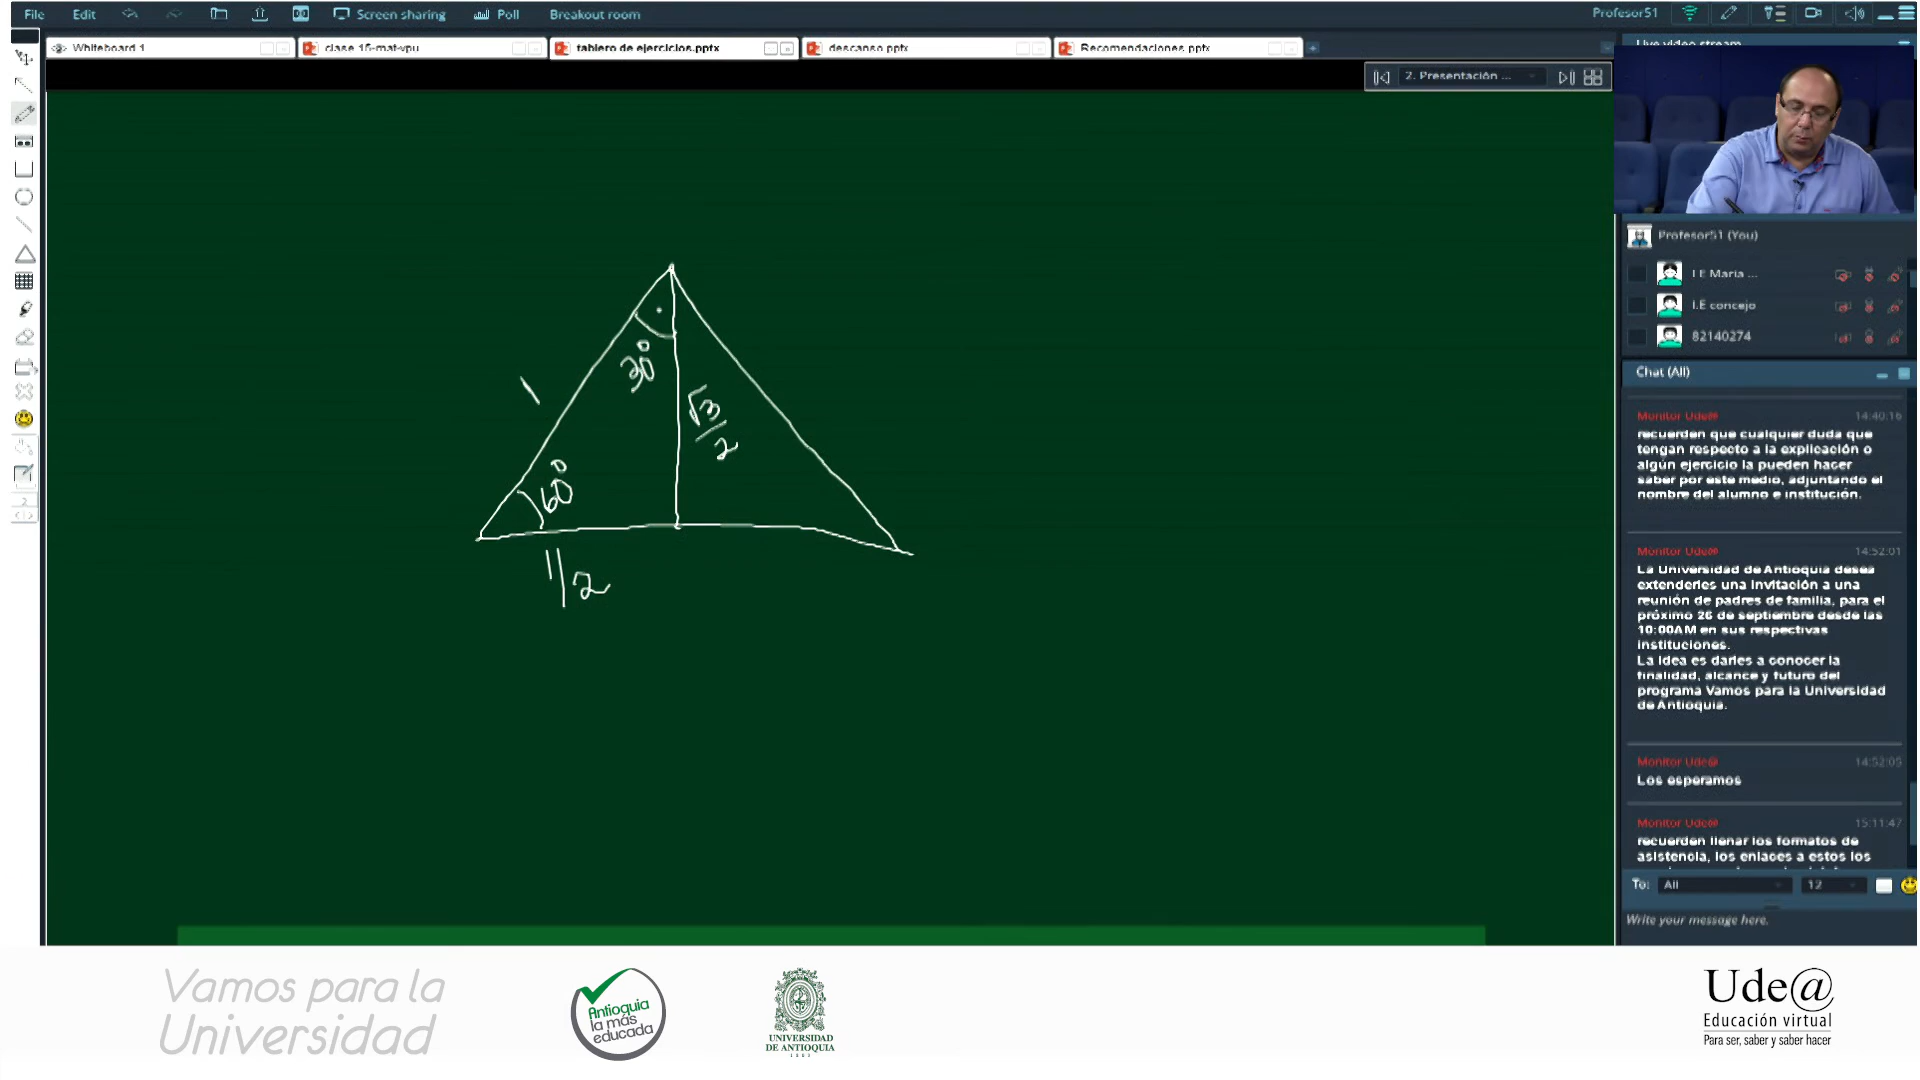 File Edit Screen sharing Poll Breakout room Profesor51
Whiteboard 1 clase 15-mat-vpu tablero de ejercicios.pptx descanso.pptx Recomendaciones.pptx
Live video stream
2. Presentación ...
Profesor51 (You)
I E Maria ...
I.E concejo
82140274
Chat (All)
Monitor Ude@ 14:40:16
recuerden que cualquier duda que
tengan respecto a la explicación o
algún ejercicio la pueden hacer
saber por este medio, adjuntando el
nombre del alumno e institución.
Monitor Ude@ 14:52:01
La Universidad de Antioquia desea
extenderles una invitación a una
reunión de padres de familia, para el
próximo 26 de septiembre desde las
10:00AM en sus respectivas
instituciones.
La idea es darles a conocer la
finalidad, alcance y futuro del
programa Vamos para la Universidad
de Antioquia.
Monitor Ude@ 14:52:05
Los esperamos
Monitor Ude@ 15:11:47
recuerden llenar los formatos de
asistencia, los enlaces a estos los
To: All 12
Write your message here.
30°
1
√3/2
60°
1/2
Vamos para la
Universidad
Antioquia
la más
educada
UNIVERSIDAD
DE ANTIOQUIA
1803
Ude@
Educación virtual
Para ser, saber y saber hacer